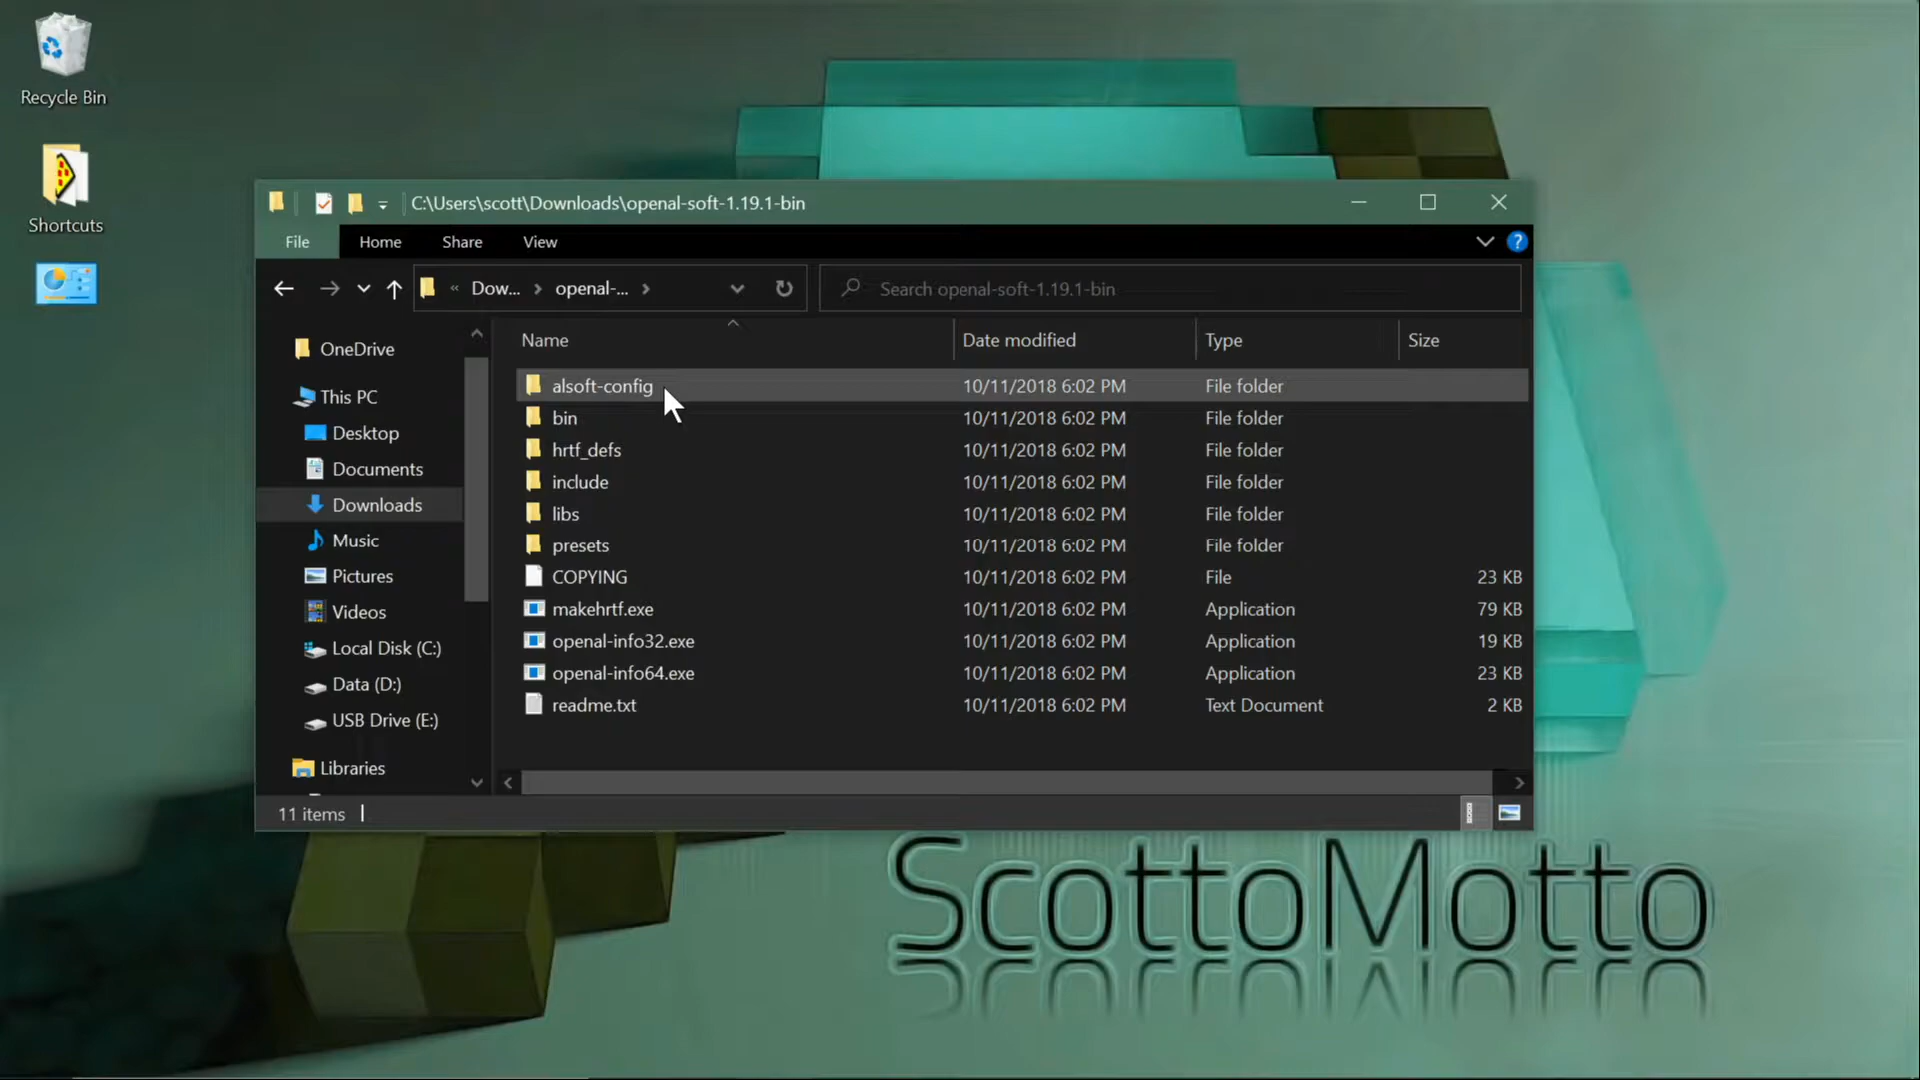 Recycle Bin
Shortcuts
C:\Users\scott\Downloads\openal-soft-1.19.1-bin
File Home Share View
« Dow... › openal-... ›
Search openal-soft-1.19.1-bin
Name Date modified Type Size
OneDrive
This PC
Desktop
Documents
Downloads
Music
Pictures
Videos
Local Disk (C:)
Data (D:)
USB Drive (E:)
Libraries
alsoft-config 10/11/2018 6:02 PM File folder
bin 10/11/2018 6:02 PM File folder
hrtf_defs 10/11/2018 6:02 PM File folder
include 10/11/2018 6:02 PM File folder
libs 10/11/2018 6:02 PM File folder
presets 10/11/2018 6:02 PM File folder
COPYING 10/11/2018 6:02 PM File 23 KB
makehrtf.exe 10/11/2018 6:02 PM Application 79 KB
openal-info32.exe 10/11/2018 6:02 PM Application 19 KB
openal-info64.exe 10/11/2018 6:02 PM Application 23 KB
readme.txt 10/11/2018 6:02 PM Text Document 2 KB
11 items
ScottoMotto